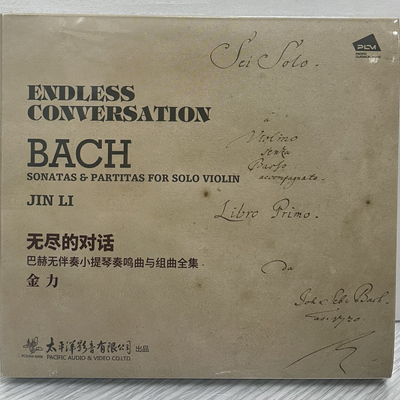 PLM
Sei Solo.
ENDLESS
CONVERSATION
BACH
SONATAS & PARTITAS FOR SOLO VIOLIN
JIN LI
á
Violino
senza
Basso
accompagnato.
Libro Primo.
da
无尽的对话
巴赫无伴奏小提琴奏鸣曲与组曲全集
金力
Joh. Seb. Bach.
ao. 1720
太平洋影音有限公司 出品
PACIFIC AUDIO & VIDEO CO.LTD.